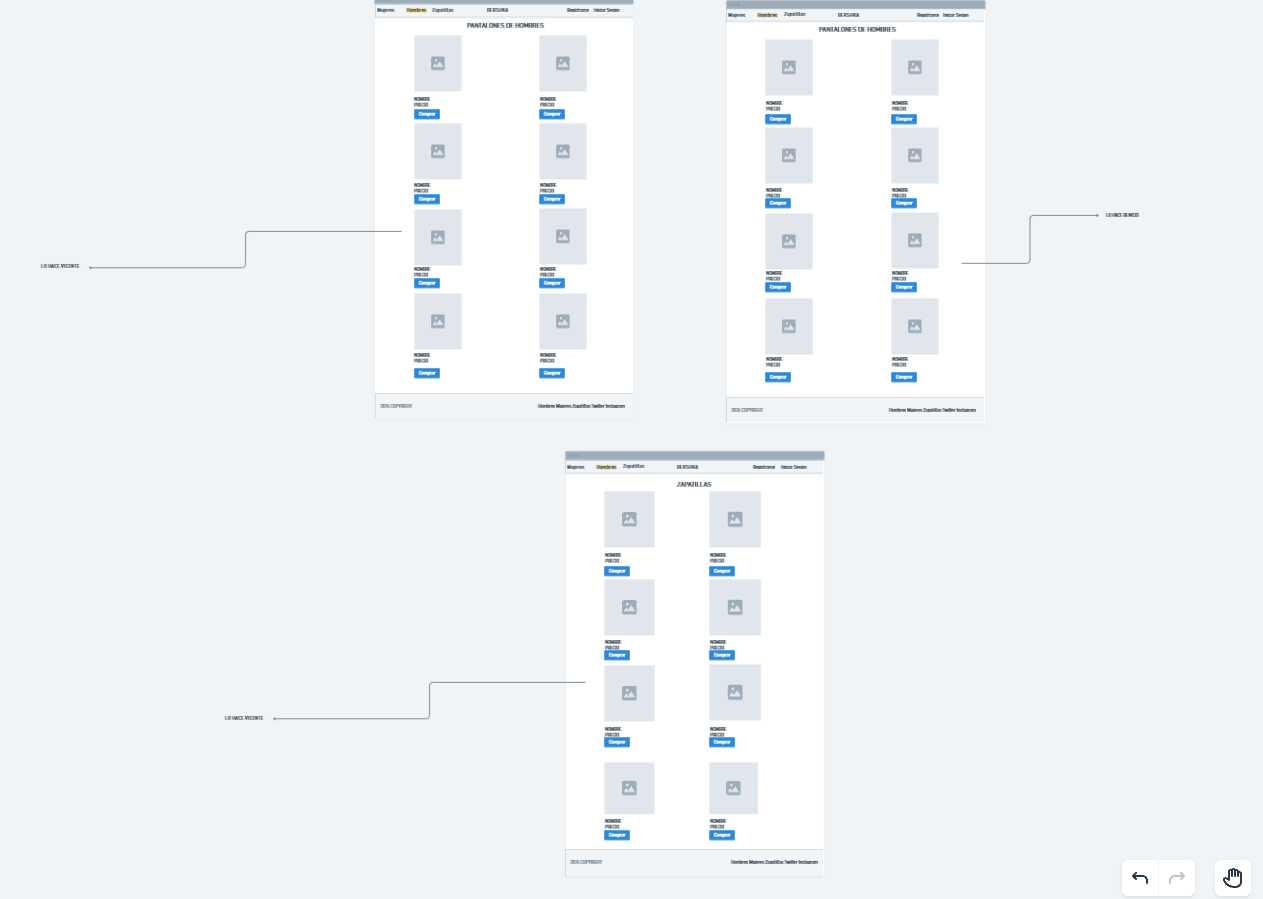 Mujeres Hombres Zapatillas BERSHKA Registrarse Iniciar Sesion
PANTALONES DE HOMBRES
NOMBRE NOMBRE
PRECIO PRECIO
Comprar Comprar
NOMBRE NOMBRE
PRECIO PRECIO
Comprar Comprar
NOMBRE NOMBRE
PRECIO PRECIO
Comprar Comprar
NOMBRE NOMBRE
PRECIO PRECIO
Comprar Comprar
2024 COPYRIGHT Hombres Mujeres Zapatillas Twitter Instagram
LO HACE VICENTE
Mujeres Hombres Zapatillas BERSHKA Registrarse Iniciar Sesion
PANTALONES DE HOMBRES
NOMBRE NOMBRE
PRECIO PRECIO
Comprar Comprar
NOMBRE NOMBRE
PRECIO PRECIO
Comprar Comprar
NOMBRE NOMBRE
PRECIO PRECIO
Comprar Comprar
NOMBRE NOMBRE
PRECIO PRECIO
Comprar Comprar
2024 COPYRIGHT Hombres Mujeres Zapatillas Twitter Instagram
LO HACE
Mujeres Hombres Zapatillas BERSHKA Registrarse Iniciar Sesion
ZAPATILLAS
NOMBRE NOMBRE
PRECIO PRECIO
Comprar Comprar
NOMBRE NOMBRE
PRECIO PRECIO
Comprar Comprar
NOMBRE NOMBRE
PRECIO PRECIO
Comprar Comprar
NOMBRE NOMBRE
PRECIO PRECIO
Comprar Comprar
2024 COPYRIGHT Hombres Mujeres Zapatillas Twitter Instagram
LO HACE VICENTE